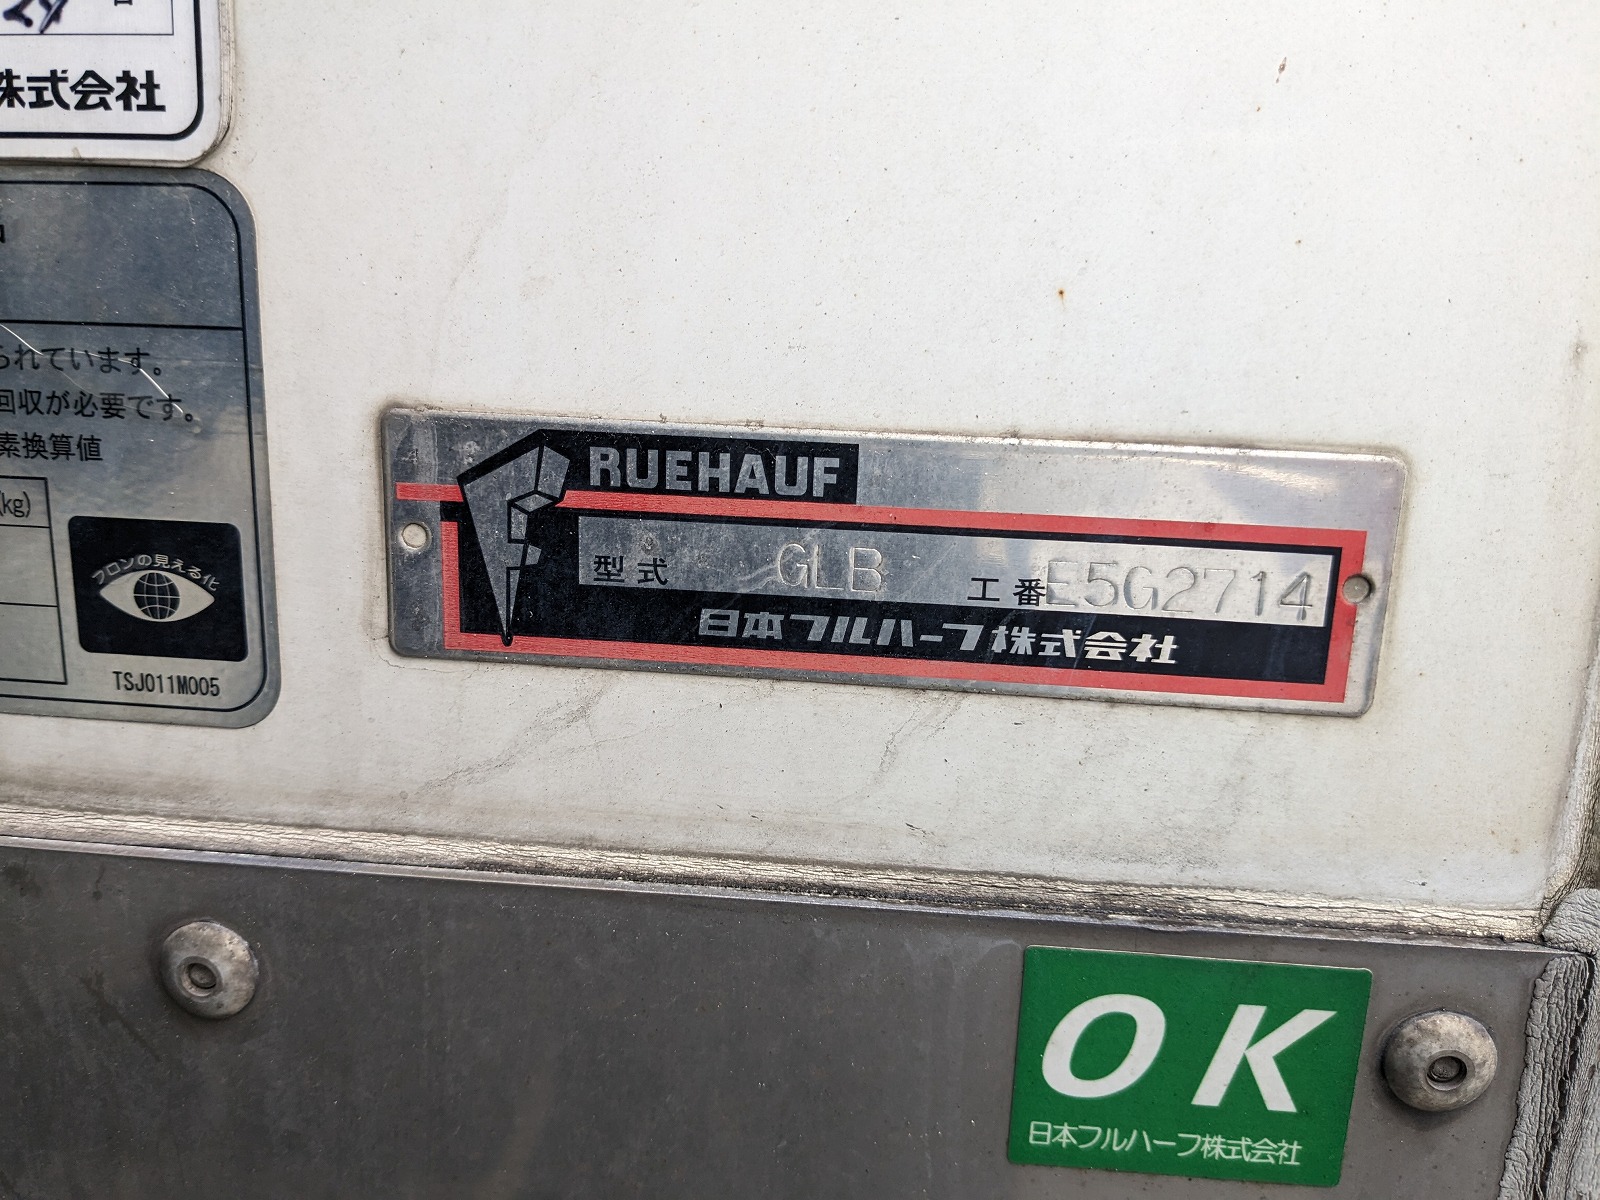 株式会社
られています。
回収が必要です。
素換算値
(kg)
フロンの見える化
TSJ011M005
FRUEHAUF
型式 GLB 工番 E5G2714
日本フルハーフ株式会社
OK
日本フルハーフ株式会社